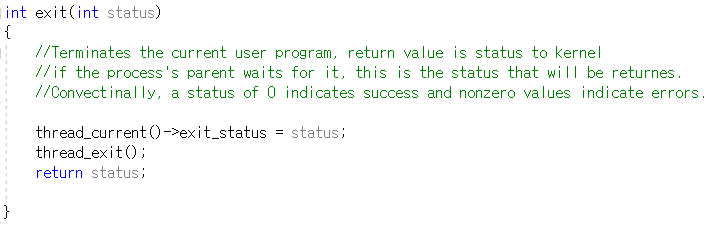 int exit(int status)
{
//Terminates the current user program, return value is status to kernel
//if the process's parent waits for it, this is the status that will be returnes.
//Convectinally, a status of 0 indicates success and nonzero values indicate errors.
thread_current()->exit_status = status;
thread_exit();
return status;
}